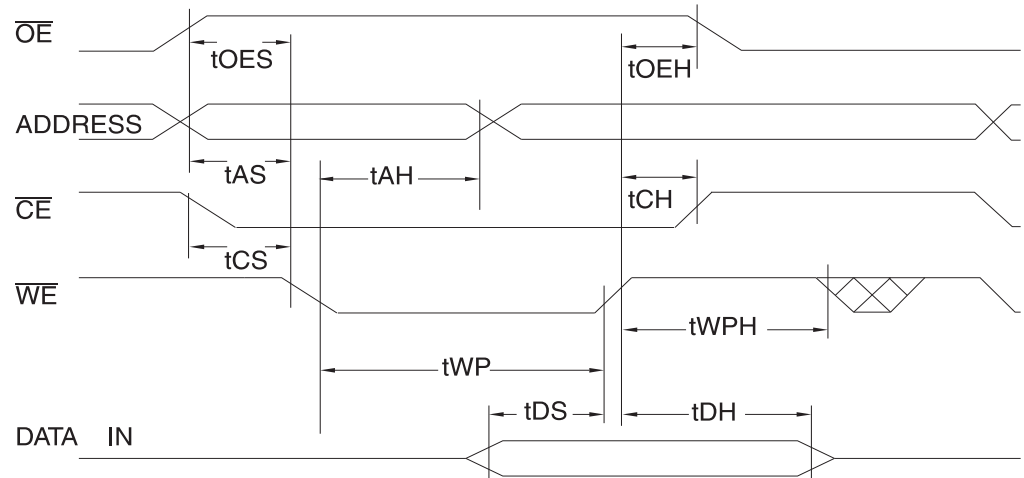 OE
tOES
tOEH
ADDRESS
tAS
tAH
tCH
CE
tCS
WE
tWPH
tWP
tDS
tDH
DATA IN